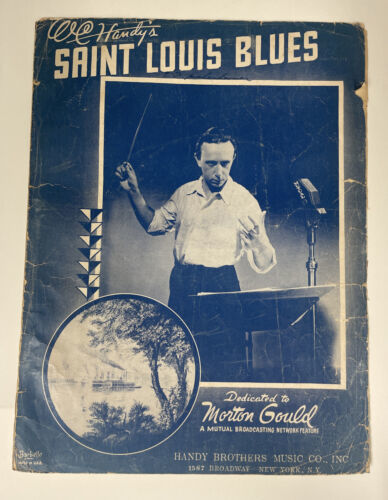 WC Handy's
SAINT LOUIS BLUES
Dedicated to
Morton Gould
A MUTUAL BROADCASTING NETWORK FEATURE
HANDY BROTHERS MUSIC CO., INC
1587 BROADWAY — NEW YORK, N.Y.